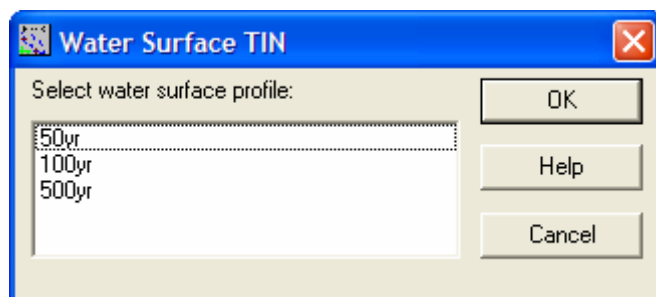 Water Surface TIN
Select water surface profile:
50yr
100yr
500yr
OK
Help
Cancel